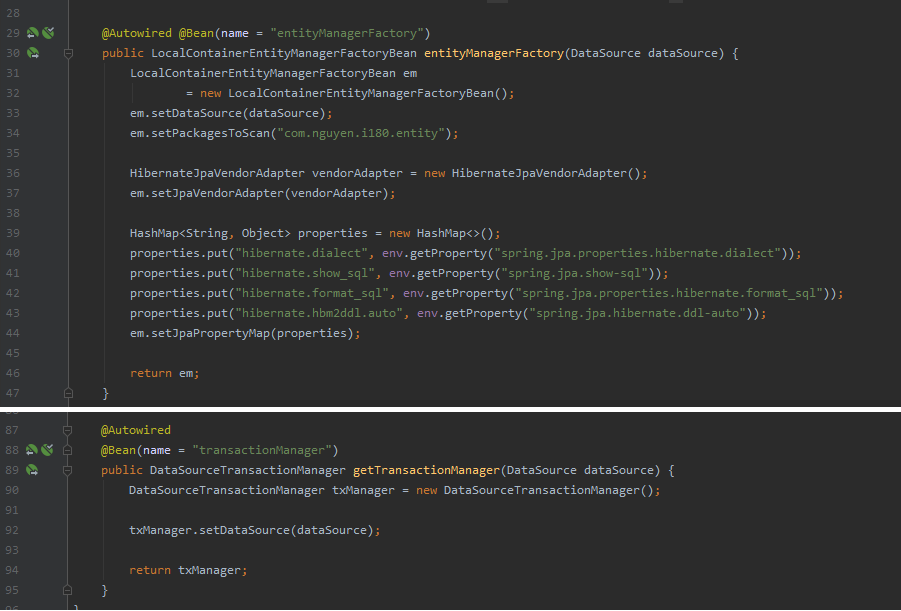 28
29 @Autowired @Bean(name = "entityManagerFactory")
30 public LocalContainerEntityManagerFactoryBean entityManagerFactory(DataSource dataSource) {
31 LocalContainerEntityManagerFactoryBean em
32 = new LocalContainerEntityManagerFactoryBean();
33 em.setDataSource(dataSource);
34 em.setPackagesToScan("com.nguyen.i180.entity");
35
36 HibernateJpaVendorAdapter vendorAdapter = new HibernateJpaVendorAdapter();
37 em.setJpaVendorAdapter(vendorAdapter);
38
39 HashMap<String, Object> properties = new HashMap<>();
40 properties.put("hibernate.dialect", env.getProperty("spring.jpa.properties.hibernate.dialect"));
41 properties.put("hibernate.show_sql", env.getProperty("spring.jpa.show-sql"));
42 properties.put("hibernate.format_sql", env.getProperty("spring.jpa.properties.hibernate.format_sql"));
43 properties.put("hibernate.hbm2ddl.auto", env.getProperty("spring.jpa.hibernate.ddl-auto"));
44 em.setJpaPropertyMap(properties);
45
46 return em;
47 }
87 @Autowired
88 @Bean(name = "transactionManager")
89 public DataSourceTransactionManager getTransactionManager(DataSource dataSource) {
90 DataSourceTransactionManager txManager = new DataSourceTransactionManager();
91
92 txManager.setDataSource(dataSource);
93
94 return txManager;
95 }
96 }